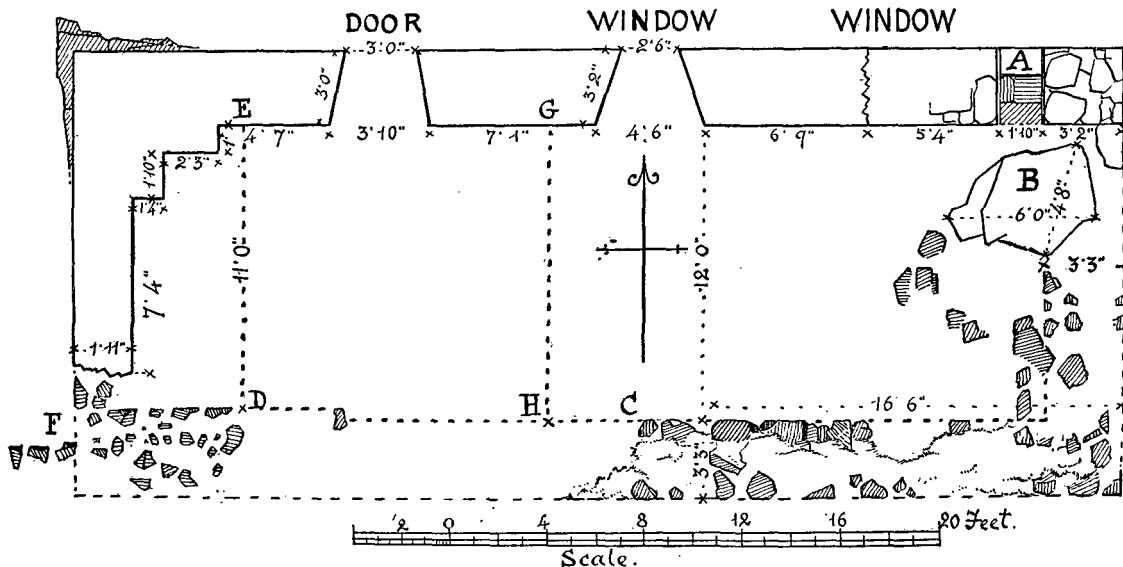 DOOR WINDOW WINDOW
3'0" 2'6"
3'0" 3'2" A
E G
4'7" 3'10" 7'1" 4'6" 6'9" 5'4" 1'10" 3'2"
1' 2'3"
1'10" B
1'4" 6'0" 4'8"
7'4" 11'0" 12'0" 3'3"
1'11"
D H C 16'6"
F
3'3"
2 0 4 8 12 16 20 Feet.
Scale.